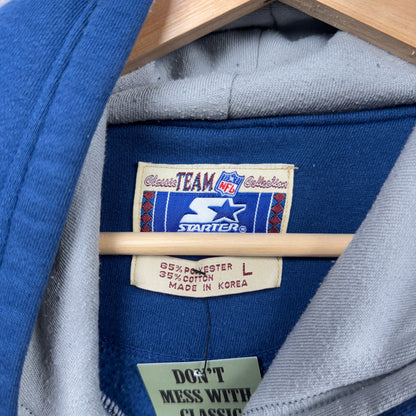 Classic TEAM NFL Collection
STARTER®
65% POLYESTER L
35% COTTON
MADE IN KOREA
DON'T
MESS WITH
CLASSIC